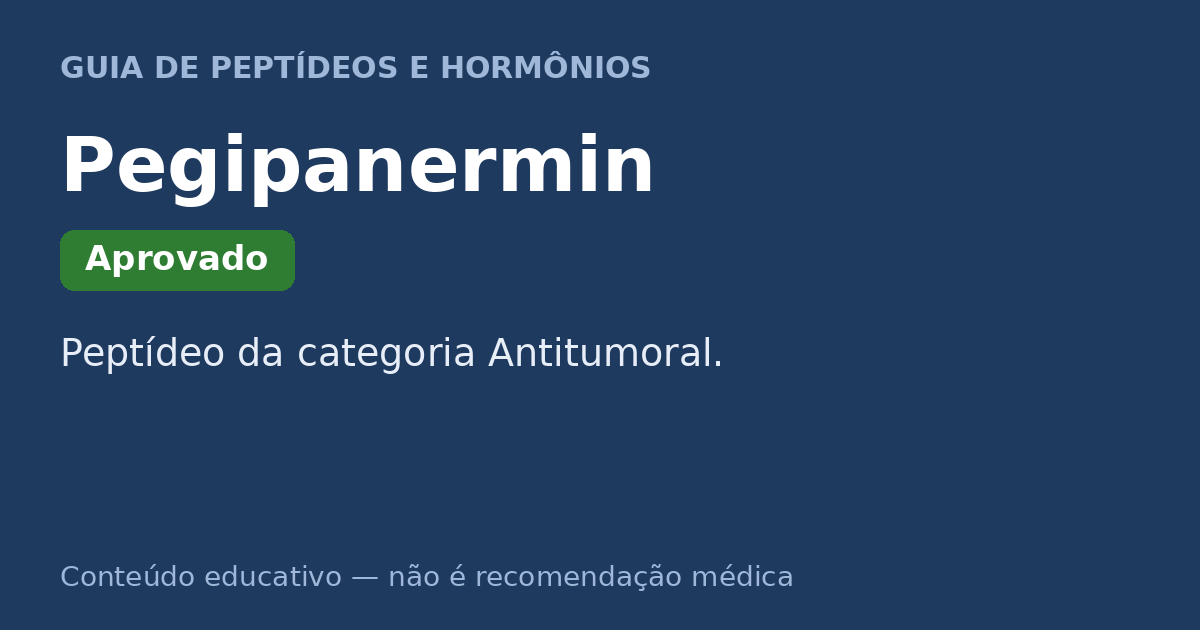 GUIA DE PEPTÍDEOS E HORMÔNIOS
Pegipanermin
Aprovado
Peptídeo da categoria Antitumoral.
Conteúdo educativo — não é recomendação médica